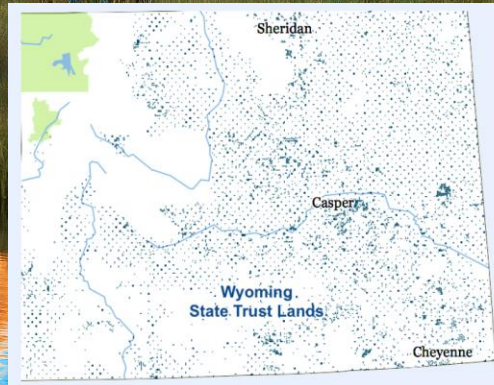 Sheridan
Casper
Wyoming
State Trust Lands
Cheyenne